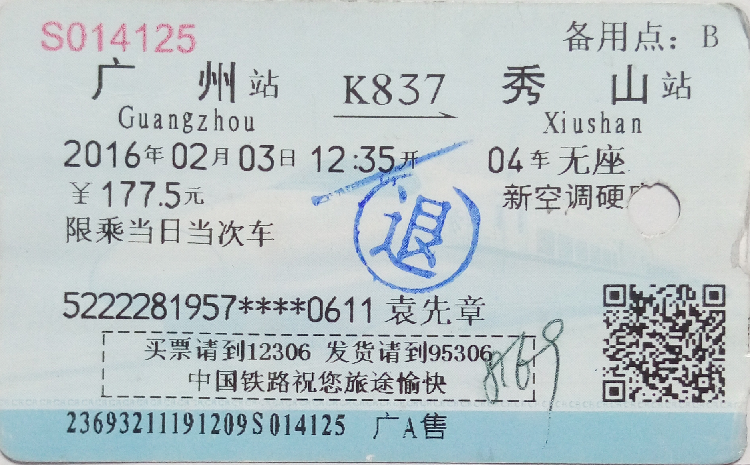 S014125 备用点: B
广州站 K837 秀山站
Guangzhou Xiushan
2016年02月03日 12:35开 04车无座
￥177.5元 新空调硬
限乘当日当次车
退
5222281957****0611 袁先章
买票请到12306 发货请到95306
中国铁路祝您旅途愉快
23693211191209S014125 广A售